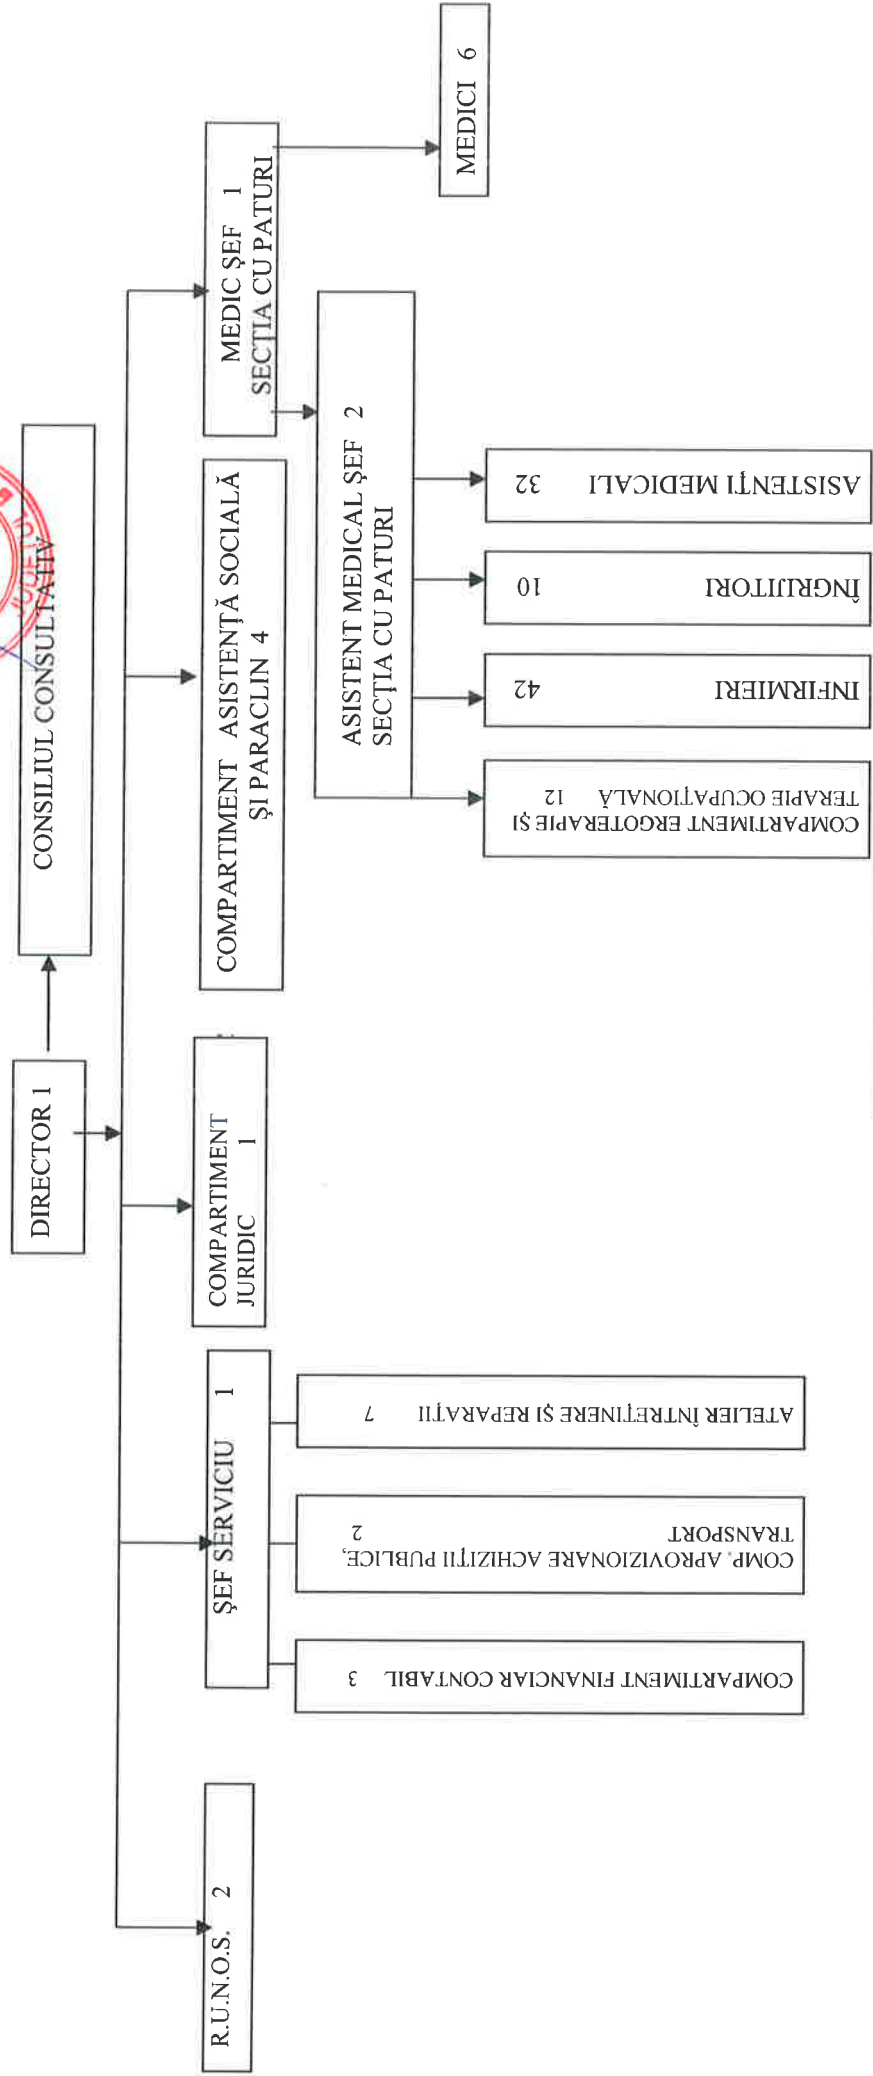 DIRECTOR 1
CONSILIUL CONSULTATIV
R.U.N.O.S. 2
ŞEF SERVICIU 1
COMPARTIMENT
JURIDIC 1
COMPARTIMENT ASISTENŢĂ SOCIALĂ
ŞI PARACLIN 4
MEDIC ŞEF 1
SECŢIA CU PATURI
COMPARTIMENT FINANCIAR CONTABIL 3
COMP. APROVIZIONARE ACHIZIŢII PUBLICE,
TRANSPORT 2
ATELIER ÎNTREŢINERE ŞI REPARAŢII 7
ASISTENT MEDICAL ŞEF 2
SECŢIA CU PATURI
MEDICI 6
COMPARTIMENT ERGOTERAPIE ŞI
TERAPIE OCUPAŢIONALĂ 12
INFIRMIERI 42
ÎNGRIJITORI 10
ASISTENŢI MEDICALI 32